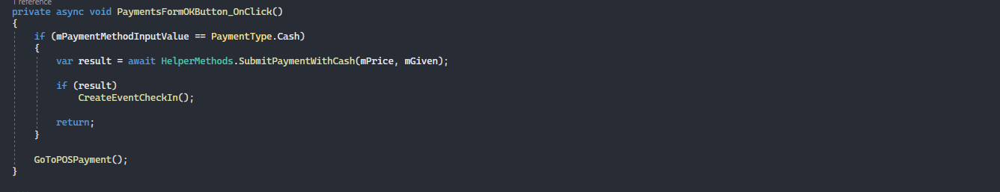 1 reference
private async void PaymentsFormOKButton_OnClick()
{
if (mPaymentMethodInputValue == PaymentType.Cash)
{
var result = await HelperMethods.SubmitPaymentWithCash(mPrice, mGiven);
if (result)
CreateEventCheckIn();
return;
}
GoToPOSPayment();
}